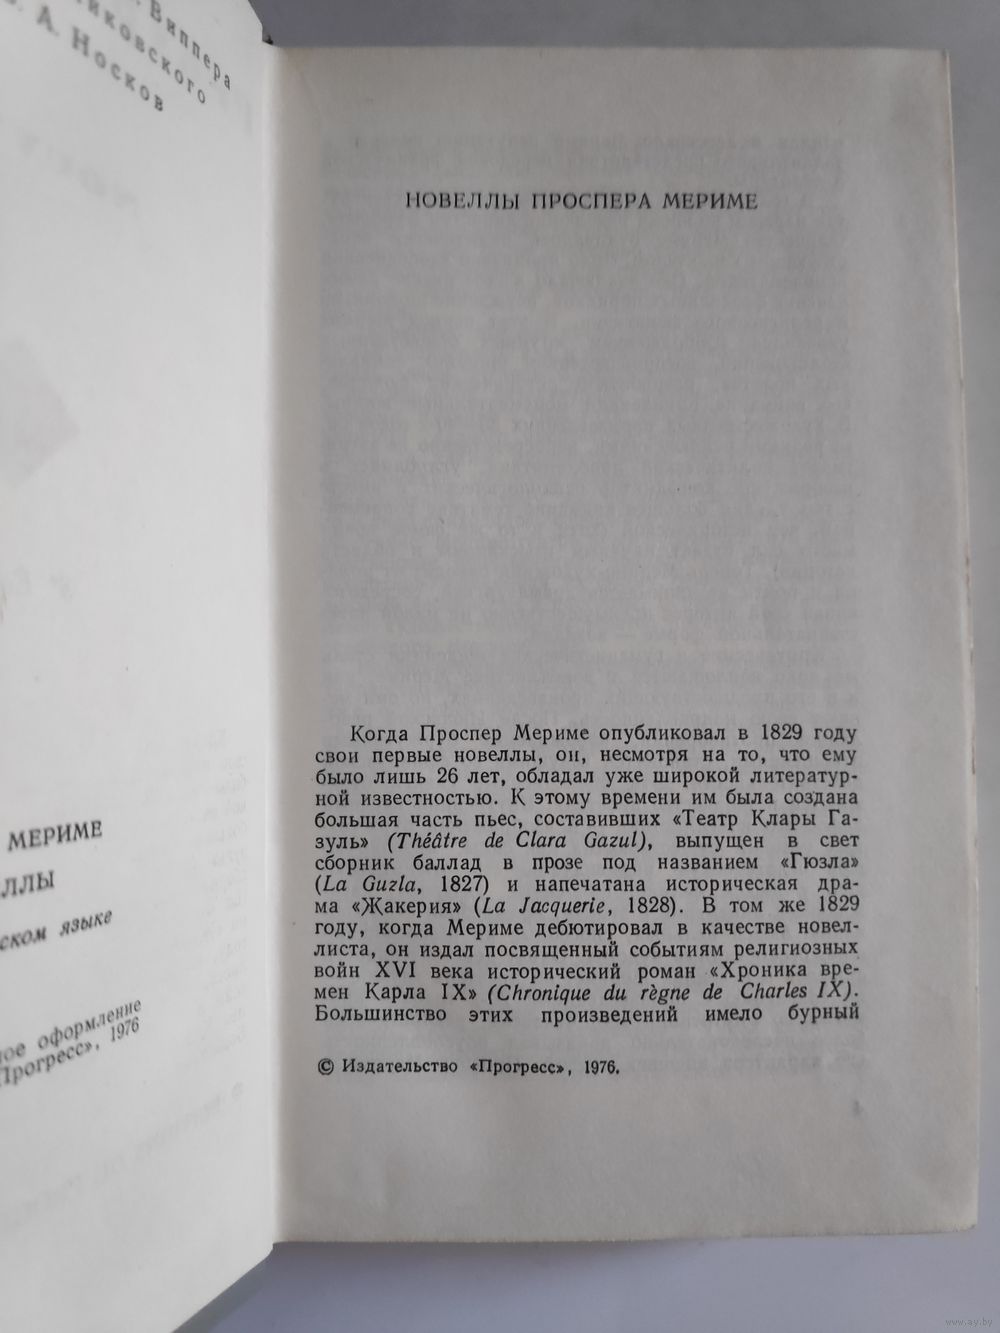 Виппера
А. Носков
МЕРИМЕ
языке
оформление
1976
НОВЕЛЛЫ ПРОСПЕРА МЕРИМЕ
Когда Проспер Мериме опубликовал в 1829 году
свои первые новеллы, он, несмотря на то, что ему
было лишь 26 лет, обладал уже широкой литератур-
ной известностью. К этому времени им была создана
большая часть пьес, составивших «Театр Клары Га-
зуль» (Théâtre de Clara Gazul), выпущен в свет
сборник баллад в прозе под названием «Гюзла»
(La Guzla, 1827) и напечатана историческая дра-
ма «Жакерия» (La Jacquerie, 1828). В том же 1829
году, когда Мериме дебютировал в качестве новел-
листа, он издал посвященный событиям религиозных
войн XVI века исторический роман «Хроника вре-
мен Карла IX» (Chronique du règne de Charles IX).
Большинство этих произведений имело бурный
© Издательство «Прогресс», 1976.
www.ay.by